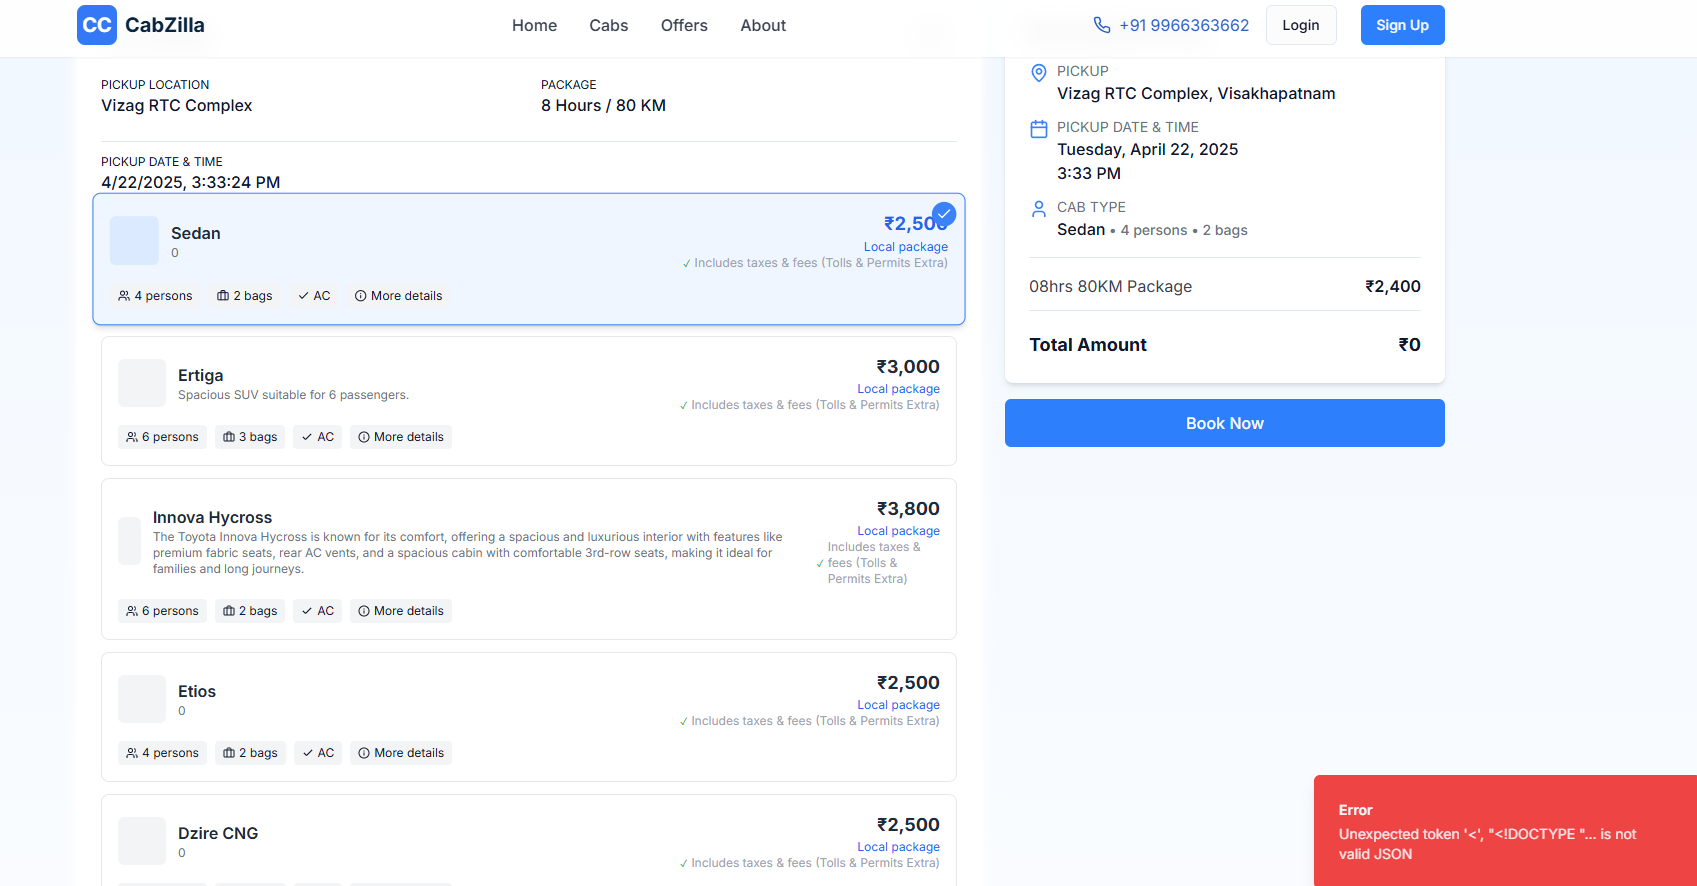 CC CabZilla
Home Cabs Offers About
+91 9966363662 Login Sign Up
PICKUP LOCATION
Vizag RTC Complex
PACKAGE
8 Hours / 80 KM
PICKUP DATE & TIME
4/22/2025, 3:33:24 PM
Sedan
0
₹2,500
Local package
✓ Includes taxes & fees (Tolls & Permits Extra)
4 persons 2 bags AC More details
Ertiga
Spacious SUV suitable for 6 passengers.
₹3,000
Local package
✓ Includes taxes & fees (Tolls & Permits Extra)
6 persons 3 bags AC More details
Innova Hycross
The Toyota Innova Hycross is known for its comfort, offering a spacious and luxurious interior with features like
premium fabric seats, rear AC vents, and a spacious cabin with comfortable 3rd-row seats, making it ideal for
families and long journeys.
₹3,800
Local package
Includes taxes &
✓ fees (Tolls &
Permits Extra)
6 persons 2 bags AC More details
Etios
0
₹2,500
Local package
✓ Includes taxes & fees (Tolls & Permits Extra)
4 persons 2 bags AC More details
Dzire CNG
0
₹2,500
Local package
✓ Includes taxes & fees (Tolls & Permits Extra)
PICKUP
Vizag RTC Complex, Visakhapatnam
PICKUP DATE & TIME
Tuesday, April 22, 2025
3:33 PM
CAB TYPE
Sedan • 4 persons • 2 bags
08hrs 80KM Package ₹2,400
Total Amount ₹0
Book Now
Error
Unexpected token '<', "<!DOCTYPE "... is not
valid JSON